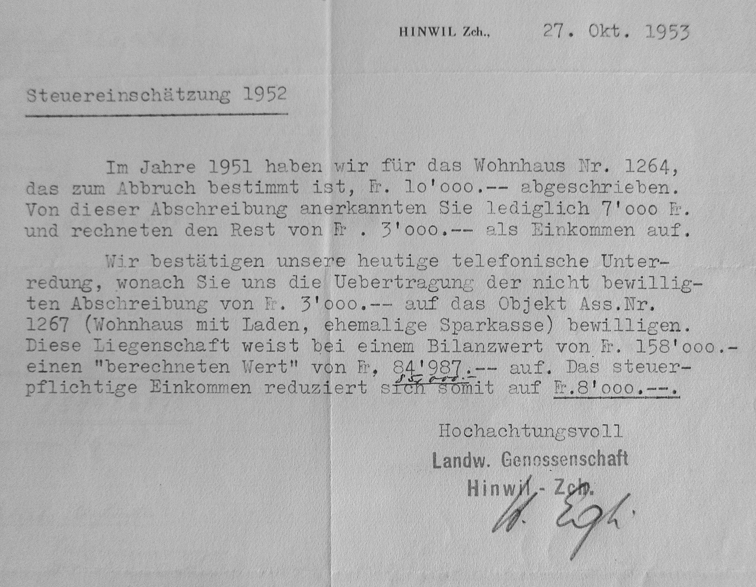 HINWIL Zch., 27. Okt. 1953
Steuereinschätzung 1952
Im Jahre 1951 haben wir für das Wohnhaus Nr. 1264,
das zum Abbruch bestimmt ist, Fr. 10'000.-- abgeschrieben.
Von dieser Abschreibung anerkannten Sie lediglich 7'000 Fr.
und rechneten den Rest von Fr . 3'000.-- als Einkommen auf.
Wir bestätigen unsere heutige telefonische Unter-
redung, wonach Sie uns die Uebertragung der nicht bewillig-
ten Abschreibung von Fr. 3'000.-- auf das Objekt Ass.Nr.
1267 (Wohnhaus mit Laden, ehemalige Sparkasse) bewilligen.
Diese Liegenschaft weist bei einem Bilanzwert von Fr. 158'000.-
einen "berechneten Wert" von Fr. 84'987.-- auf. Das steuer-
85000.-
pflichtige Einkommen reduziert sich somit auf Fr.8'000.--.
Hochachtungsvoll
Landw. Genossenschaft
Hinwil - Zch.
H. Egli